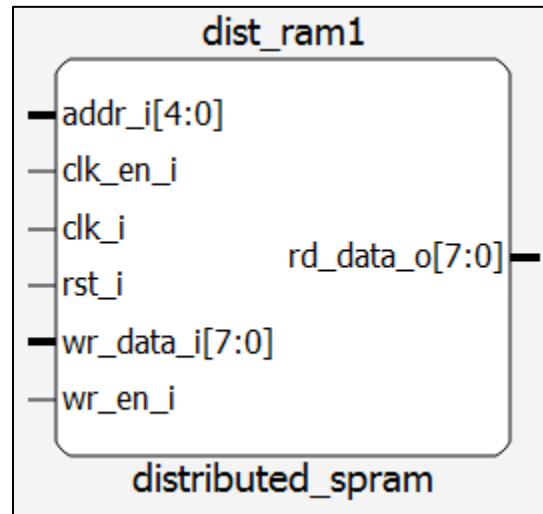 dist_ram1
addr_i[4:0]
clk_en_i
clk_i
rd_data_o[7:0]
rst_i
wr_data_i[7:0]
wr_en_i
distributed_spram